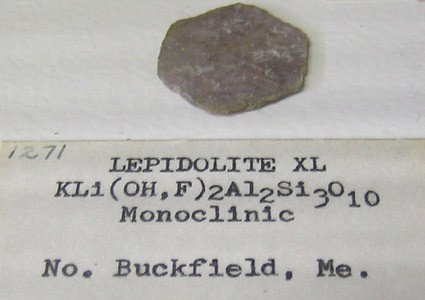 1271
LEPIDOLITE XL
KLi(OH,F)2Al2Si3O10
Monoclinic
No. Buckfield, Me.